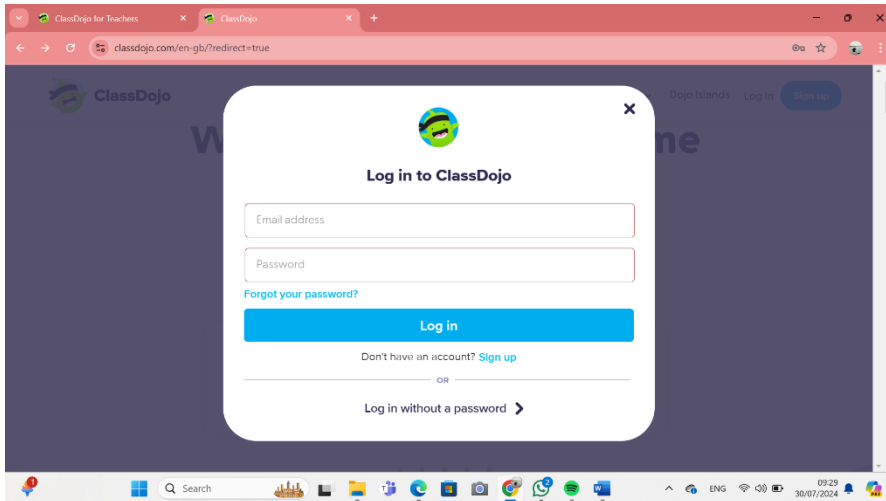 ClassDojo for Teachers
ClassDojo
classdojo.com/en-gb/?redirect=true
ClassDojo
Dojo Islands Log in Sign up
W me
Log in to ClassDojo
Email address
Password
Forgot your password?
Log in
Don't have an account? Sign up
OR
Log in without a password
Search
2
ENG
09:29
30/07/2024